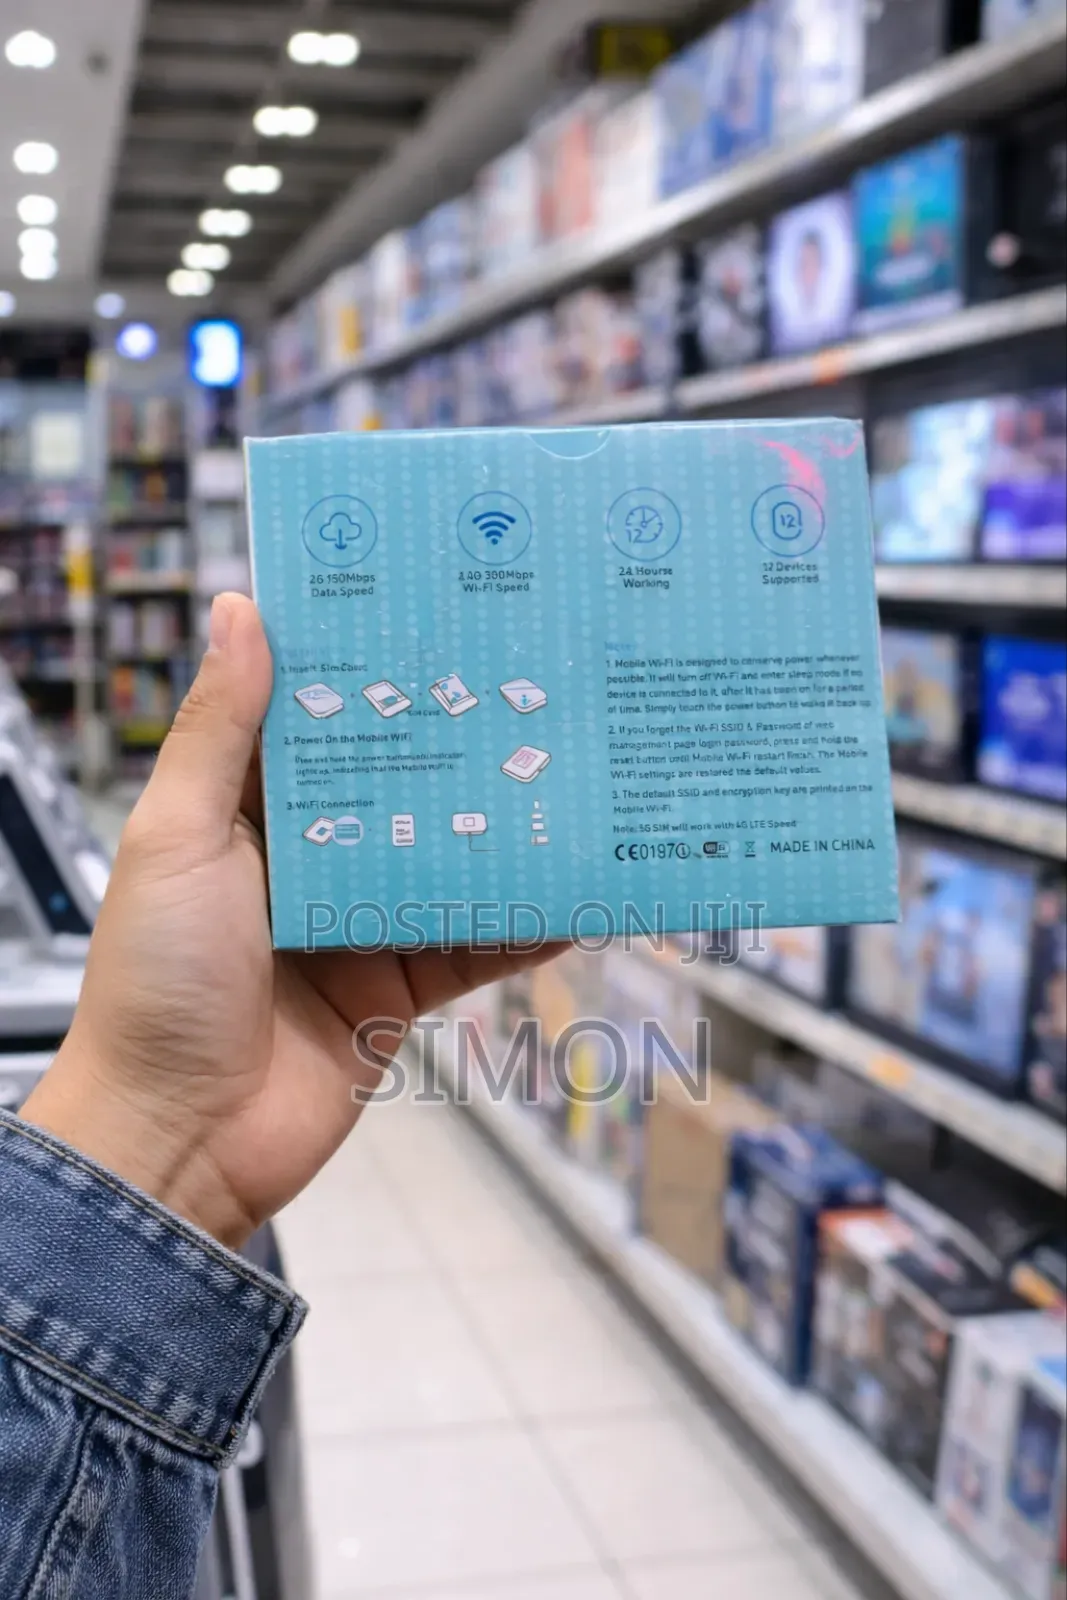 2G 150Mbps
Data Speed
2.4G 300Mbps
Wi-Fi Speed
12
24 Hourse
Working
12
12 Devices
Supported
1. Insert Sim Card
2. Power On the Mobile WiFi
3. WiFi Connection
1. Mobile Wi-Fi is designed to conserve power whenever
possible. It will turn off Wi-Fi and enter sleep mode if no
device is connected to it, after it has been on for a period
of time. Simply touch the power button to wake it back up.
2. If you forget the Wi-Fi SSID & Password of web
management page login password, press and hold the
reset button until Mobile Wi-Fi restart finish. The Mobile
Wi-Fi settings are restored the default values.
3. The default SSID and encryption key are printed on the
Mobile Wi-Fi.
Note: 5G SIM will work with 4G LTE Speed
CE0197
MADE IN CHINA
POSTED ON JIJI
SIMON